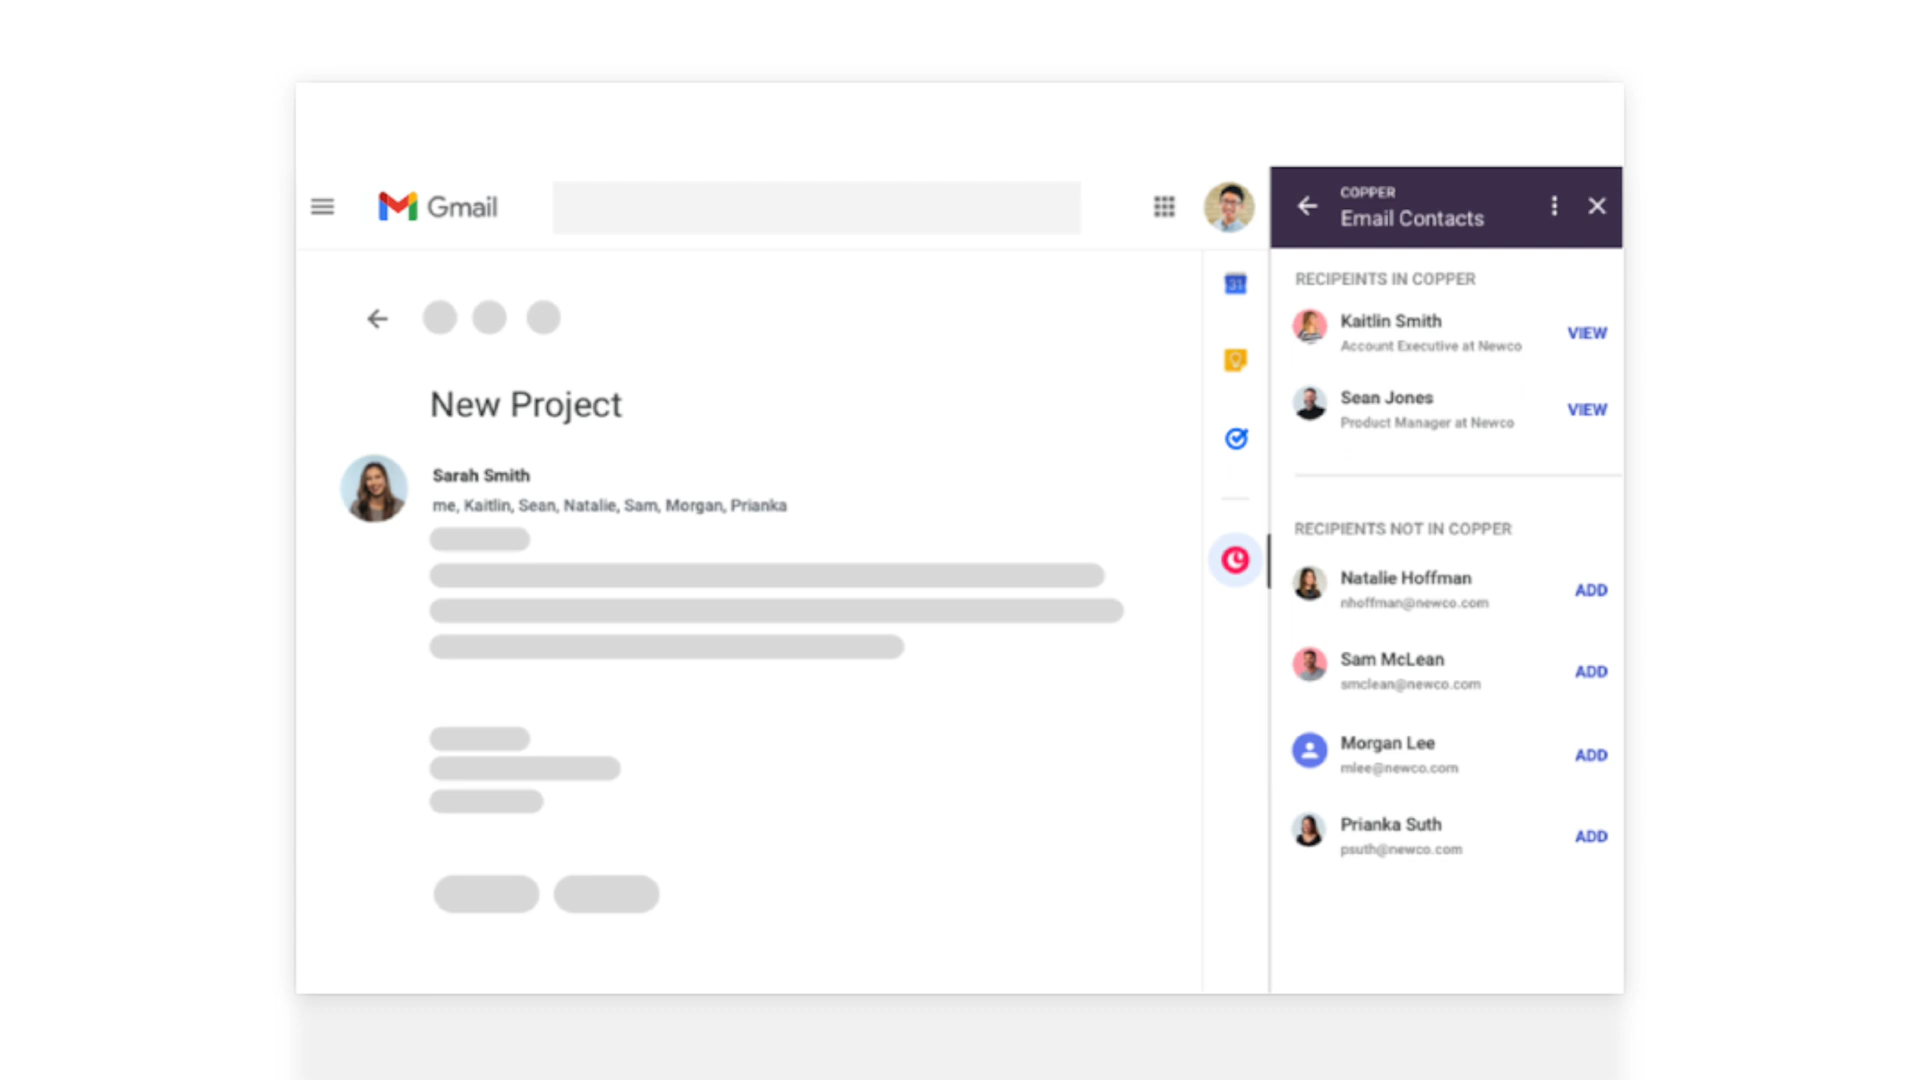 Gmail
COPPER
Email Contacts
31
New Project
Sarah Smith
me, Kaitlin, Sean, Natalie, Sam, Morgan, Prianka
RECIPEINTS IN COPPER
Kaitlin Smith
Account Executive at Newco
VIEW
Sean Jones
Product Manager at Newco
VIEW
RECIPIENTS NOT IN COPPER
Natalie Hoffman
nhoffman@newco.com
ADD
Sam McLean
smclean@newco.com
ADD
Morgan Lee
mlee@newco.com
ADD
Prianka Suth
psuth@newco.com
ADD